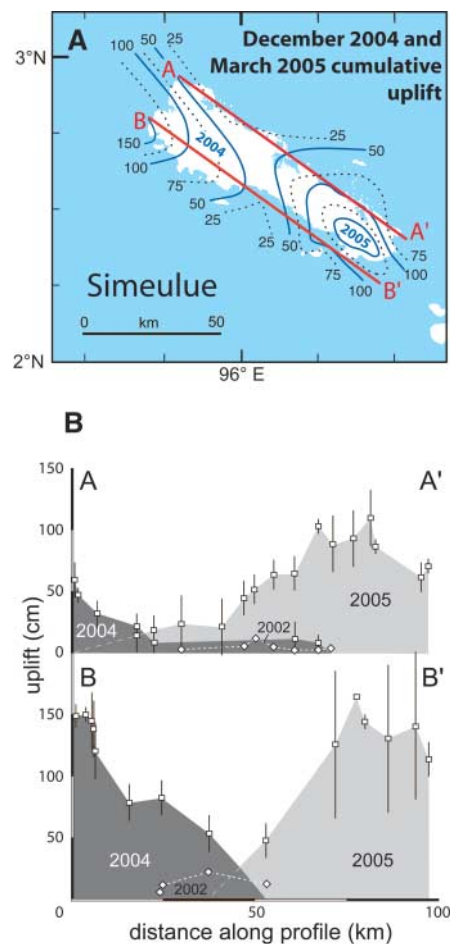 A
December 2004 and
March 2005 cumulative
uplift
3°N
2°N
96° E
100
50
25
A
B
2004
150
100
75
50
25
25
50
25
50
2005
75
100
A'
75
100
B'
Simeulue
0 km 50
B
A A'
150
100
50
0
2004
2002
2005
uplift (cm)
B B'
150
100
50
2004
2002
2005
0 50 100
distance along profile (km)